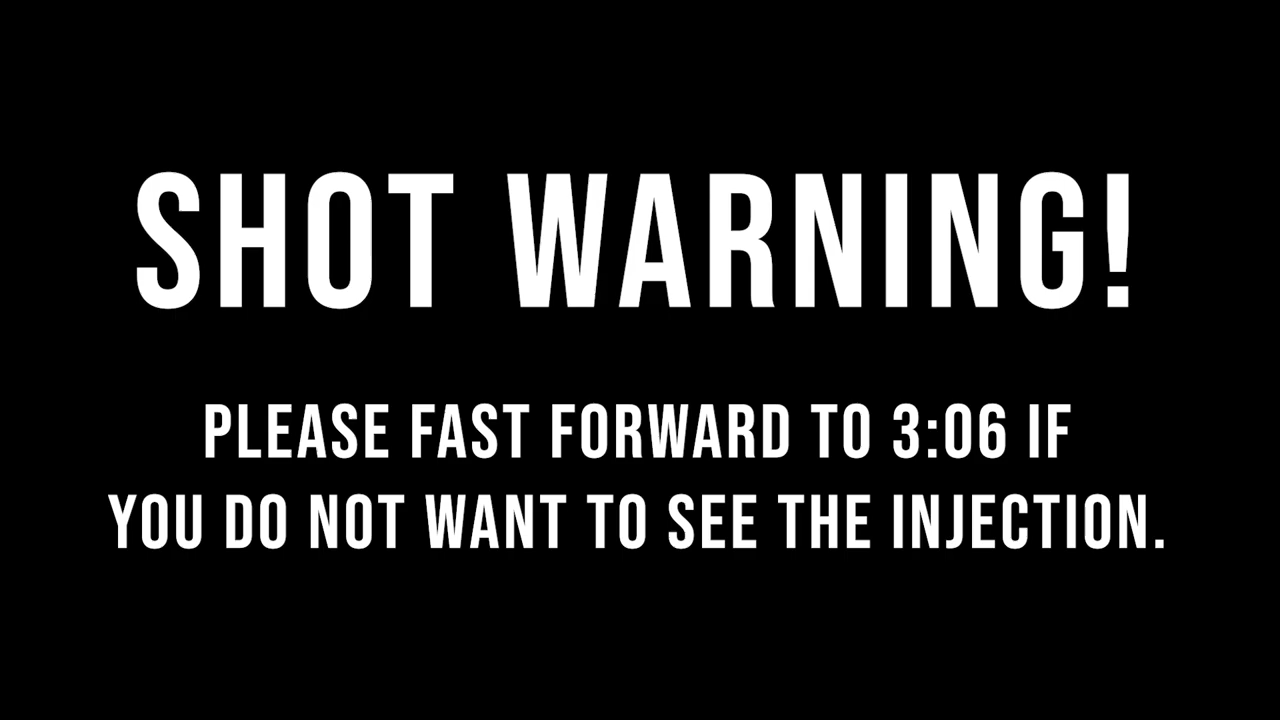 SHOT WARNING!
PLEASE FAST FORWARD TO 3:06 IF
YOU DO NOT WANT TO SEE THE INJECTION.